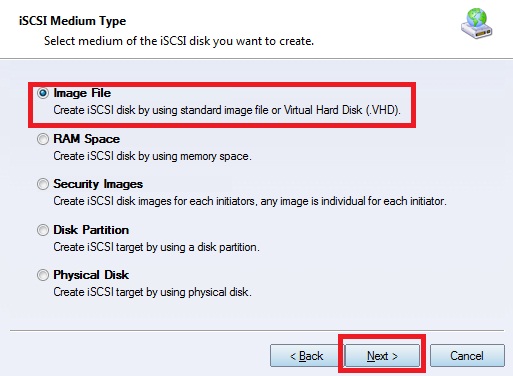 iSCSI Medium Type
Select medium of the iSCSI disk you want to create.
Image File
Create iSCSI disk by using standard image file or Virtual Hard Disk (.VHD).
RAM Space
Create iSCSI disk by using memory space.
Security Images
Create iSCSI disk images for each initiators, any image is individual for each initiator.
Disk Partition
Create iSCSI target by using a disk partition.
Physical Disk
Create iSCSI target by using physical disk.
< Back Next > Cancel